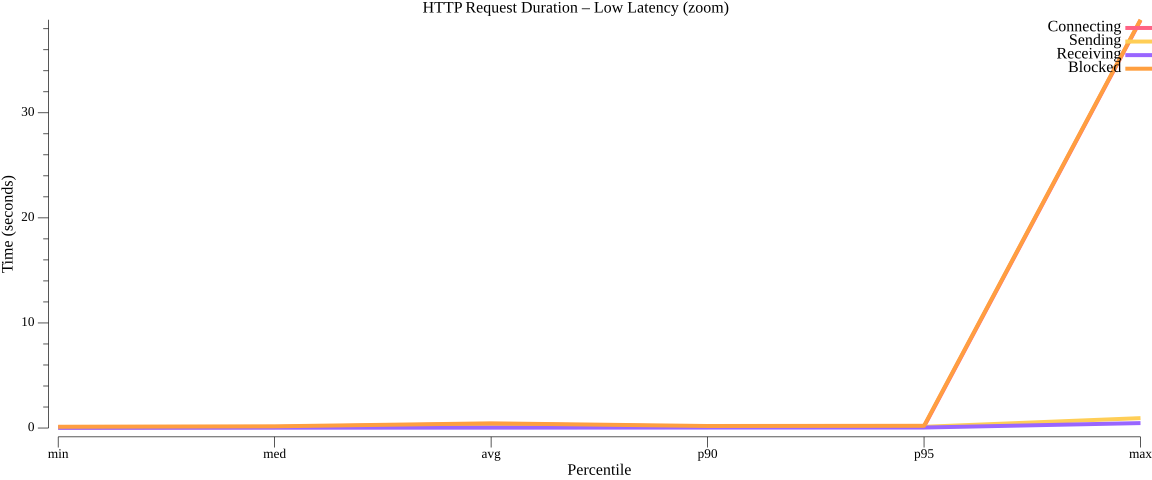 HTTP Request Duration – Low Latency (zoom)
Connecting
Sending
Receiving
Blocked
30
20
10
0
Time (seconds)
min med avg p90 p95 max
Percentile